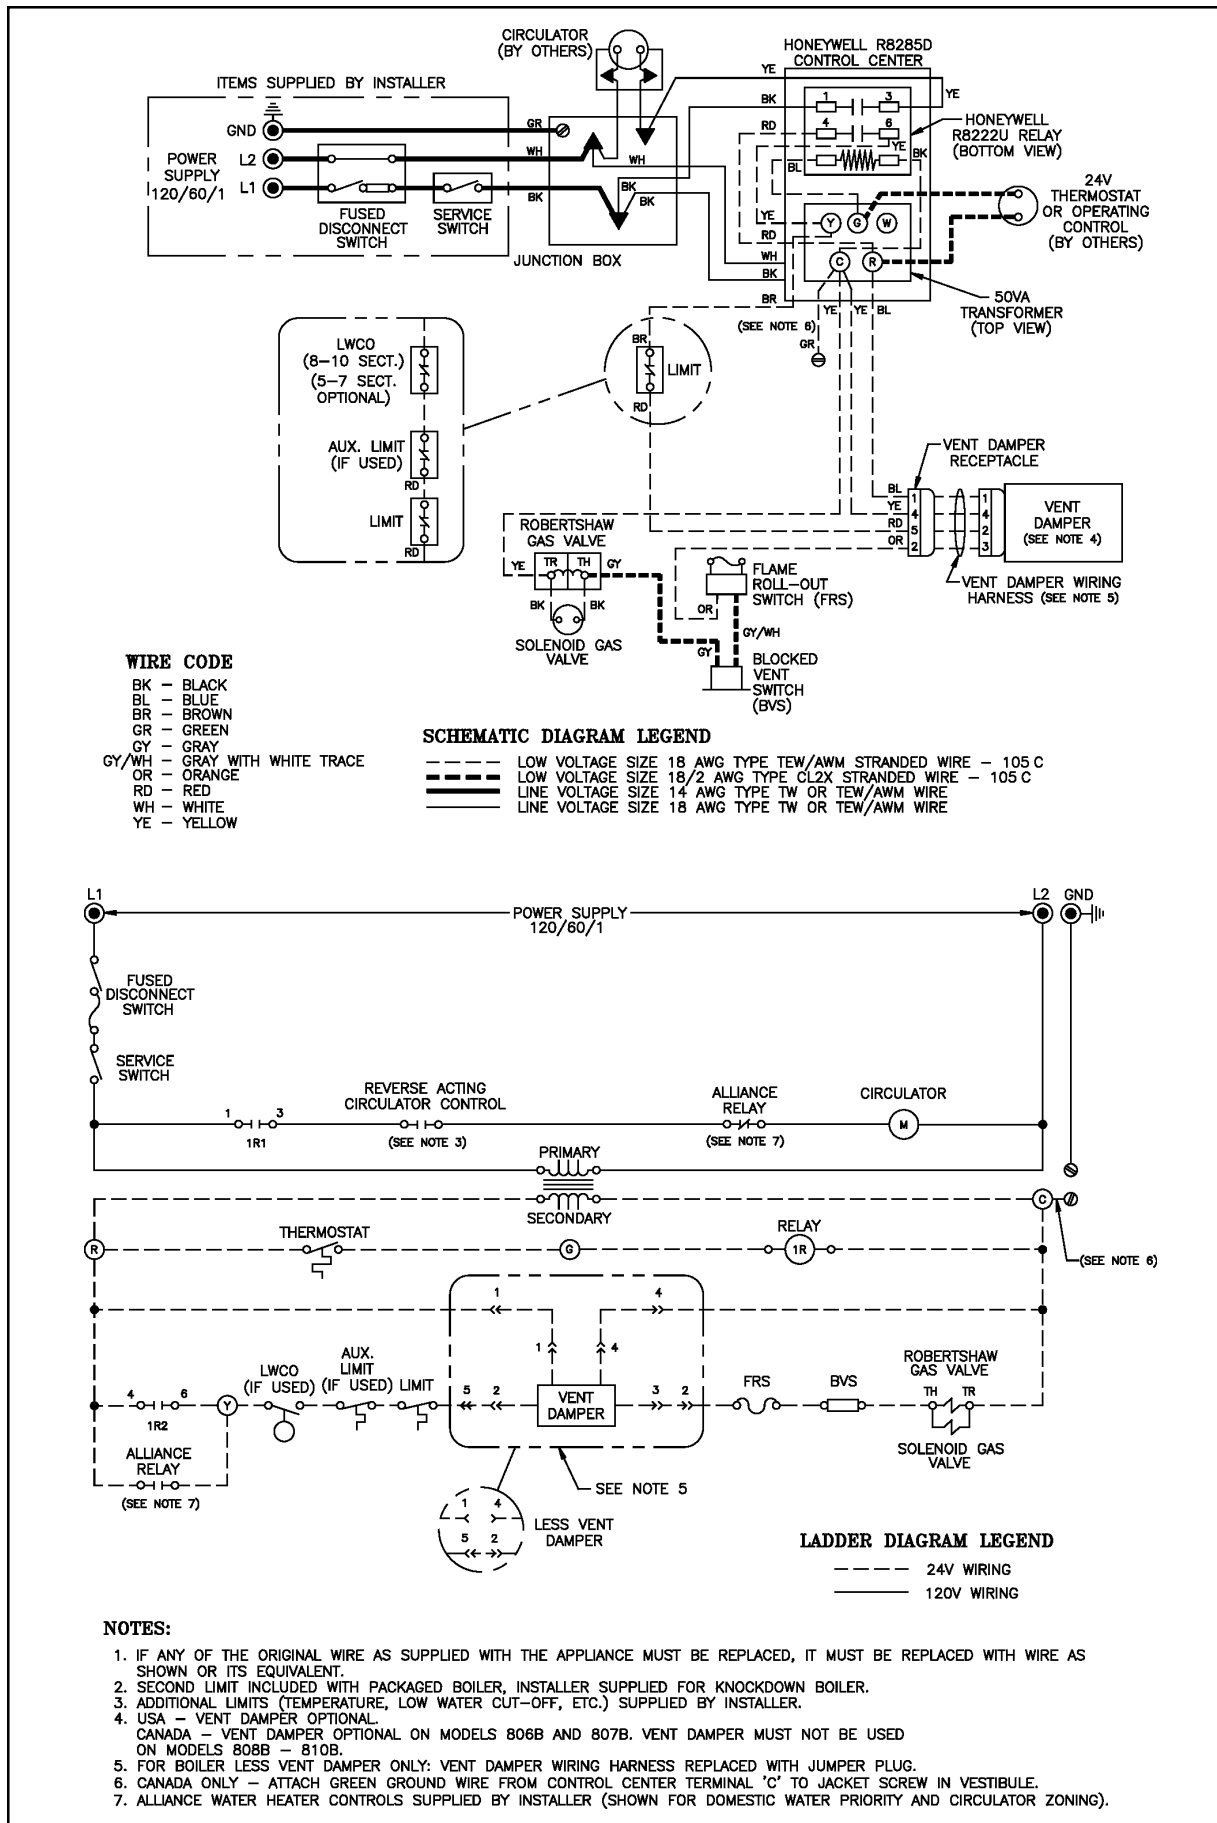 CIRCULATOR
(BY OTHERS)
HONEYWELL R8285D
CONTROL CENTER
ITEMS SUPPLIED BY INSTALLER
YE
YE
BK
1
3
GND
GR
RD
4
6
HONEYWELL
R8222U RELAY
(BOTTOM VIEW)
L2
WH
WH
YE
BK
BL
POWER
SUPPLY
120/60/1
L1
BK
BK
BK
24V
THERMOSTAT
OR OPERATING
CONTROL
(BY OTHERS)
FUSED
DISCONNECT
SWITCH
SERVICE
SWITCH
YE
Y
G
W
RD
JUNCTION BOX
WH
C
R
BK
BR
YE
YE
BL
50VA
TRANSFORMER
(TOP VIEW)
(SEE NOTE 6)
GR
LWCO
(8-10 SECT.)
(5-7 SECT.
OPTIONAL)
BR
LIMIT
RD
AUX. LIMIT
(IF USED)
RD
LIMIT
RD
VENT DAMPER
RECEPTACLE
BL
1
1
YE
4
4
RD
5
2
OR
2
3
VENT
DAMPER
(SEE NOTE 4)
ROBERTSHAW
GAS VALVE
YE
TR
TH
GY
BK
BK
SOLENOID GAS
VALVE
FLAME
ROLL-OUT
SWITCH (FRS)
OR
GY/WH
GY
VENT DAMPER WIRING
HARNESS (SEE NOTE 5)
BLOCKED
VENT
SWITCH
(BVS)
WIRE CODE
BK - BLACK
BL - BLUE
BR - BROWN
GR - GREEN
GY - GRAY
GY/WH - GRAY WITH WHITE TRACE
OR - ORANGE
RD - RED
WH - WHITE
YE - YELLOW
SCHEMATIC DIAGRAM LEGEND
LOW VOLTAGE SIZE 18 AWG TYPE TEW/AWM STRANDED WIRE - 105 C
LOW VOLTAGE SIZE 18/2 AWG TYPE CL2X STRANDED WIRE - 105 C
LINE VOLTAGE SIZE 14 AWG TYPE TW OR TEW/AWM WIRE
LINE VOLTAGE SIZE 18 AWG TYPE TW OR TEW/AWM WIRE
L1
POWER SUPPLY
120/60/1
L2
GND
FUSED
DISCONNECT
SWITCH
SERVICE
SWITCH
1
3
1R1
REVERSE ACTING
CIRCULATOR CONTROL
(SEE NOTE 3)
ALLIANCE
RELAY
(SEE NOTE 7)
CIRCULATOR
M
PRIMARY
SECONDARY
C
(SEE NOTE 6)
R
THERMOSTAT
G
RELAY
1R
1
4
1
4
4
6
1R2
Y
LWCO
(IF USED)
AUX.
LIMIT
(IF USED)
LIMIT
5
2
VENT
DAMPER
3
2
FRS
BVS
ROBERTSHAW
GAS VALVE
TH
TR
SOLENOID GAS
VALVE
ALLIANCE
RELAY
(SEE NOTE 7)
SEE NOTE 5
1
4
5
2
LESS VENT
DAMPER
LADDER DIAGRAM LEGEND
24V WIRING
120V WIRING
NOTES:
1. IF ANY OF THE ORIGINAL WIRE AS SUPPLIED WITH THE APPLIANCE MUST BE REPLACED, IT MUST BE REPLACED WITH WIRE AS
SHOWN OR ITS EQUIVALENT.
2. SECOND LIMIT INCLUDED WITH PACKAGED BOILER, INSTALLER SUPPLIED FOR KNOCKDOWN BOILER.
3. ADDITIONAL LIMITS (TEMPERATURE, LOW WATER CUT-OFF, ETC.) SUPPLIED BY INSTALLER.
4. USA - VENT DAMPER OPTIONAL.
CANADA - VENT DAMPER OPTIONAL ON MODELS 806B AND 807B. VENT DAMPER MUST NOT BE USED
ON MODELS 808B - 810B.
5. FOR BOILER LESS VENT DAMPER ONLY: VENT DAMPER WIRING HARNESS REPLACED WITH JUMPER PLUG.
6. CANADA ONLY - ATTACH GREEN GROUND WIRE FROM CONTROL CENTER TERMINAL 'C' TO JACKET SCREW IN VESTIBULE.
7. ALLIANCE WATER HEATER CONTROLS SUPPLIED BY INSTALLER (SHOWN FOR DOMESTIC WATER PRIORITY AND CIRCULATOR ZONING).